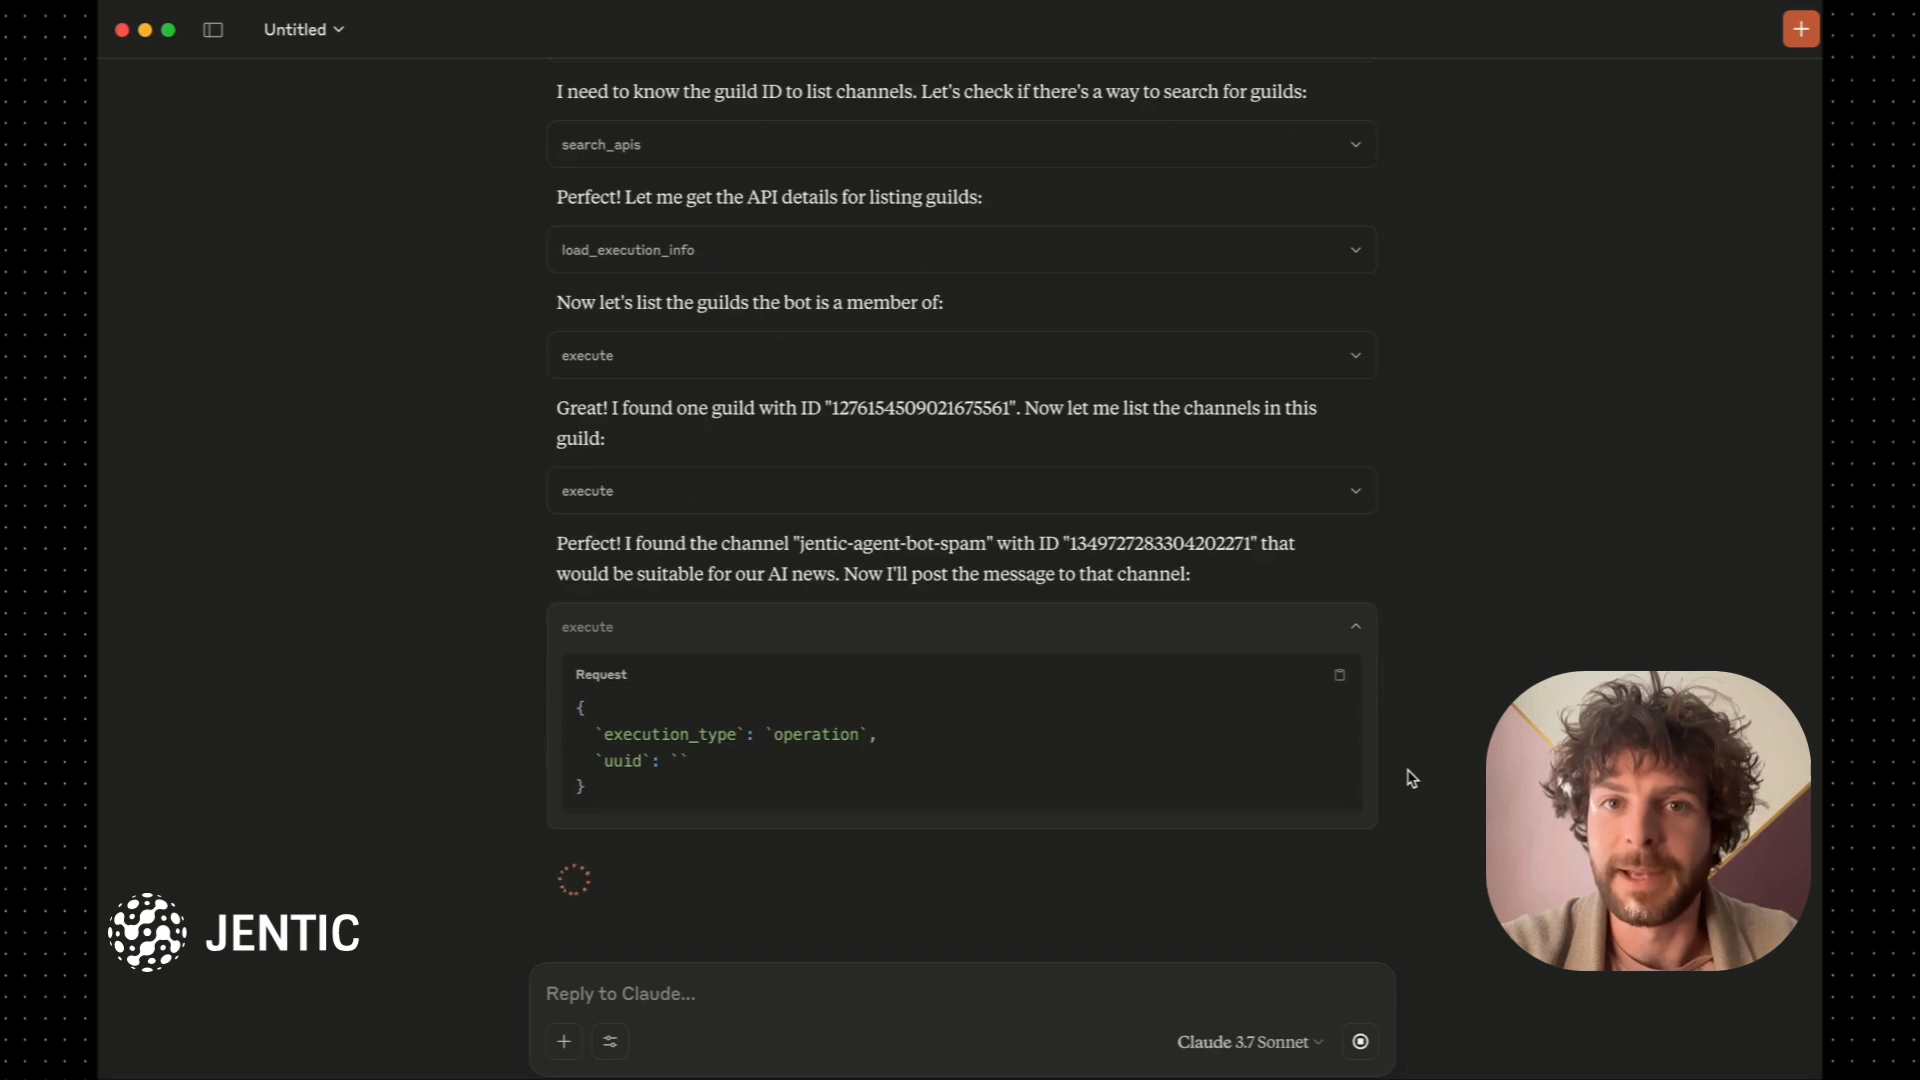 Untitled
I need to know the guild ID to list channels. Let's check if there's a way to search for guilds:
search_apis
Perfect! Let me get the API details for listing guilds:
load_execution_info
Now let's list the guilds the bot is a member of:
execute
Great! I found one guild with ID "1276154509021675561". Now let me list the channels in this
guild:
execute
Perfect! I found the channel "jentic-agent-bot-spam" with ID "1349727283304202271" that
would be suitable for our AI news. Now I'll post the message to that channel:
execute
Request
{
`execution_type`: `operation`,
`uuid`: ``
}
JENTIC
Reply to Claude...
Claude 3.7 Sonnet